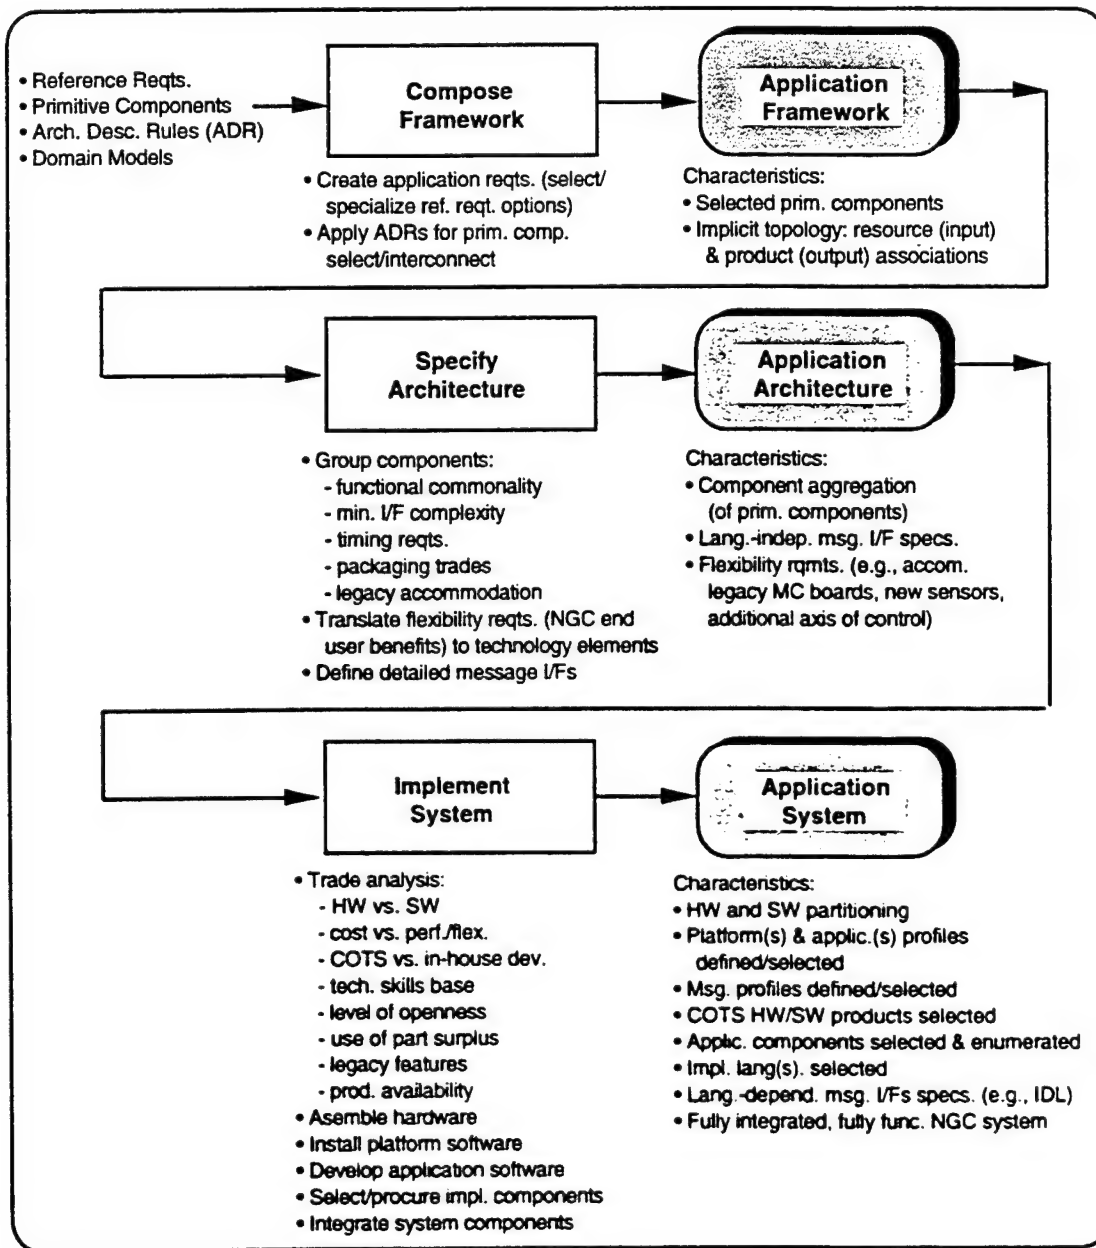 • Reference Reqts.
• Primitive Components
• Arch. Desc. Rules (ADR)
• Domain Models
Compose
Framework
• Create application reqts. (select/
specialize ref. reqt. options)
• Apply ADRs for prim. comp.
select/interconnect
Application
Framework
Characteristics:
• Selected prim. components
• Implicit topology: resource (input)
& product (output) associations
Specify
Architecture
• Group components:
- functional commonality
- min. I/F complexity
- timing reqts.
- packaging trades
- legacy accommodation
• Translate flexibility reqts. (NGC end
user benefits) to technology elements
• Define detailed message I/Fs
Application
Architecture
Characteristics:
• Component aggregation
(of prim. components)
• Lang.-indep. msg. I/F specs.
• Flexibility rqmts. (e.g., accom.
legacy MC boards, new sensors,
additional axis of control)
Implement
System
• Trade analysis:
- HW vs. SW
- cost vs. perf./flex.
- COTS vs. in-house dev.
- tech. skills base
- level of openness
- use of part surplus
- legacy features
- prod. availability
• Asemble hardware
• Install platform software
• Develop application software
• Select/procure impl. components
• Integrate system components
Application
System
Characteristics:
• HW and SW partitioning
• Platform(s) & applic.(s) profiles
defined/selected
• Msg. profiles defined/selected
• COTS HW/SW products selected
• Applic. components selected & enumerated
• Impl. lang(s). selected
• Lang.-depend. msg. I/Fs specs. (e.g., IDL)
• Fully integrated, fully func. NGC system